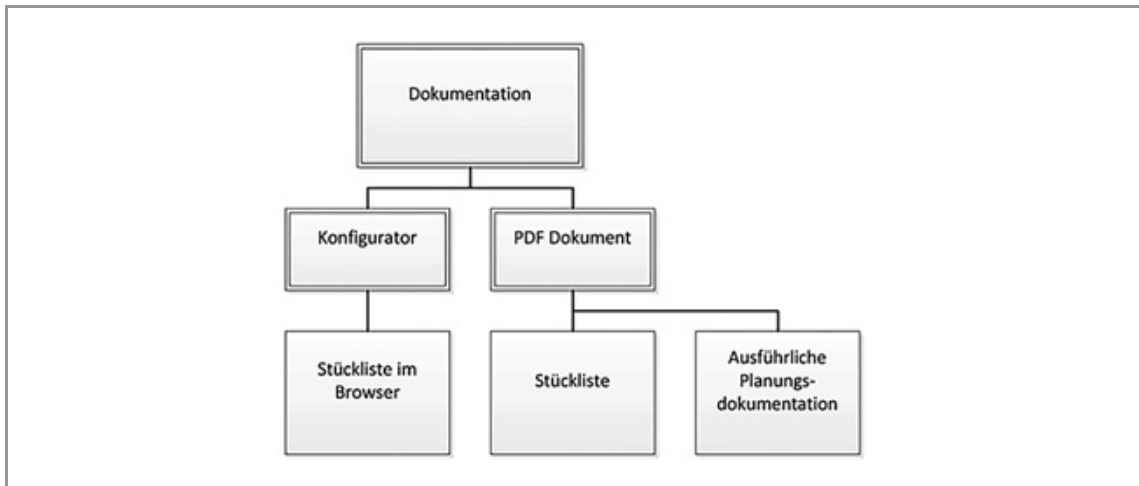 Dokumentation
Konfigurator
PDF Dokument
Stückliste im
Browser
Stückliste
Ausführliche
Planungs-
dokumentation